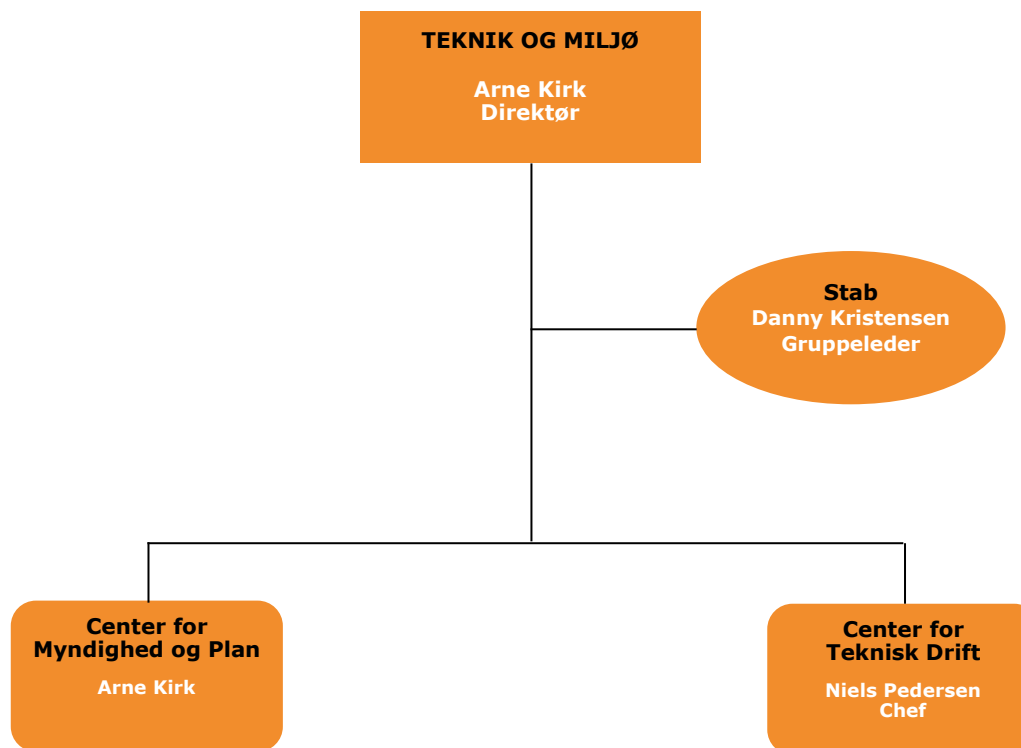 TEKNIK OG MILJØ
Arne Kirk
Direktør
Stab
Danny Kristensen
Gruppeleder
Center for
Myndighed og Plan
Arne Kirk
Center for
Teknisk Drift
Niels Pedersen
Chef